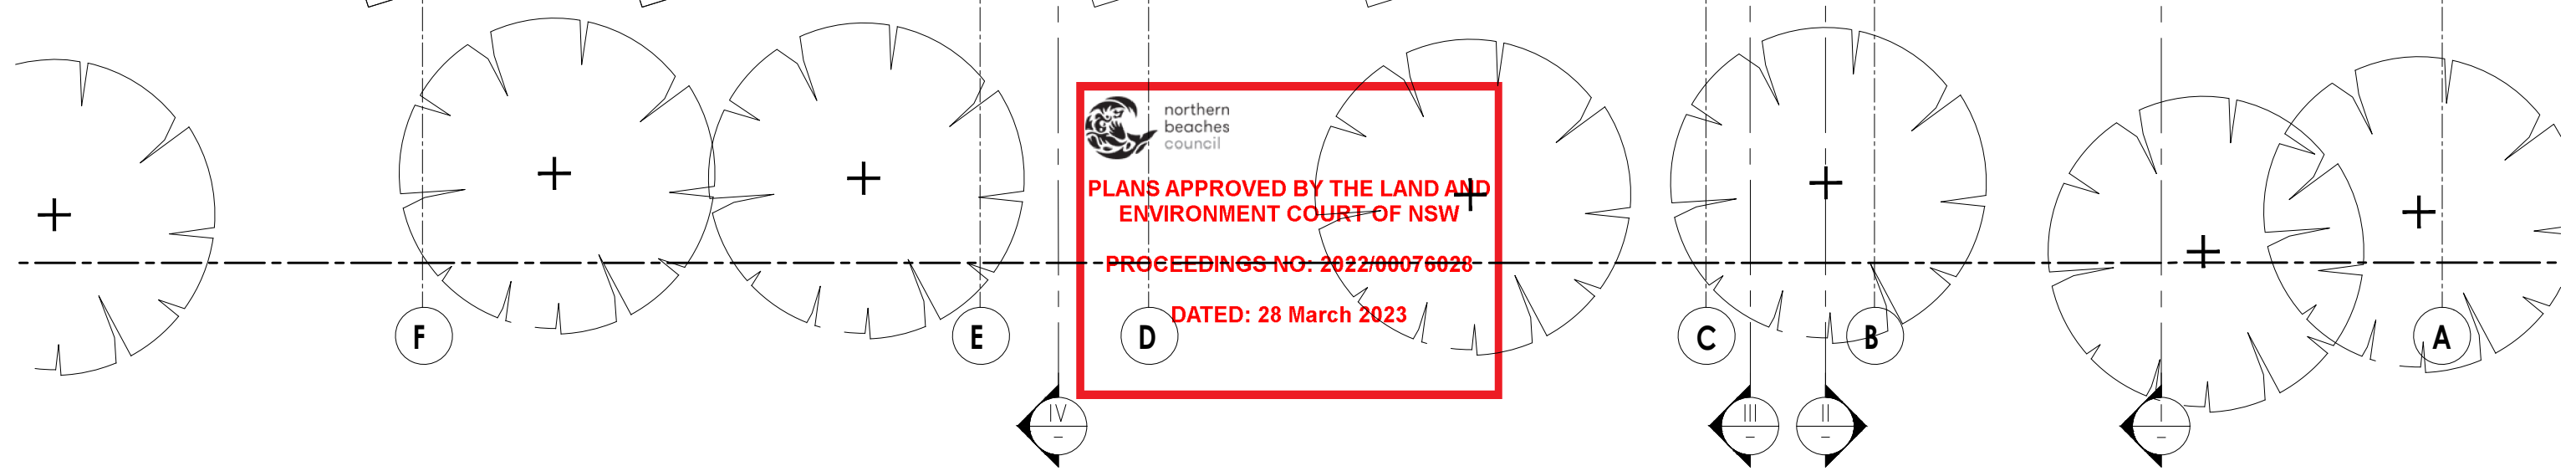 northern
beaches
council
PLANS APPROVED BY THE LAND AND
ENVIRONMENT COURT OF NSW
PROCEEDINGS NO: 2022/00076028
DATED: 28 March 2023
F
E
D
C
B
A
IV
–
III
–
II
–
–